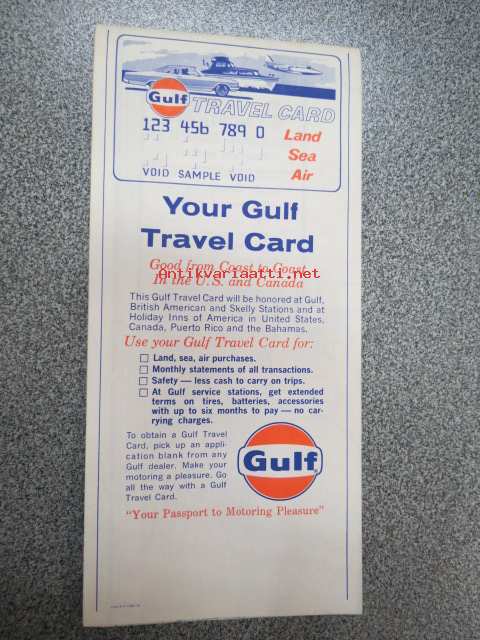 Gulf TRAVEL CARD
123 456 789 0
Land
Sea
Air
VOID SAMPLE VOID
Your Gulf
Travel Card
Good from Coast to Coast
In the U.S. and Canada
Antikvariaatti.net
This Gulf Travel Card will be honored at Gulf,
British American and Skelly Stations and at
Holiday Inns of America in United States,
Canada, Puerto Rico and the Bahamas.
Use your Gulf Travel Card for:
Land, sea, air purchases.
Monthly statements of all transactions.
Safety — less cash to carry on trips.
At Gulf service stations, get extended
terms on tires, batteries, accessories
with up to six months to pay — no car-
rying charges.
To obtain a Gulf Travel
Card, pick up an appli-
cation blank from any
Gulf dealer. Make your
motoring a pleasure. Go
all the way with a Gulf
Travel Card.
Gulf
"Your Passport to Motoring Pleasure"